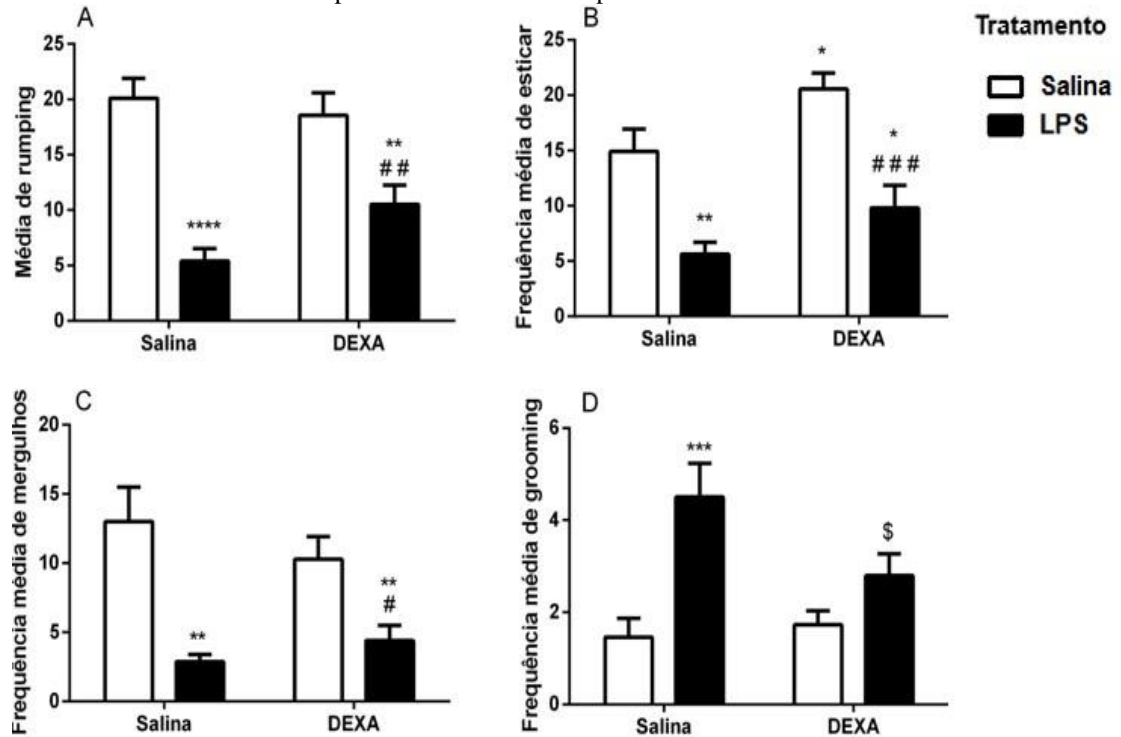 A
Média de rumping
25
20
15
10
5
0
****
**
##
Salina
DEXA
B
Frequência média de esticar
25
20
15
10
5
0
**
*
*
###
Salina
DEXA
Tratamento
Salina
LPS
C
Frequência média de mergulhos
20
15
10
5
0
**
**
#
Salina
DEXA
D
Frequência média de grooming
6
4
2
0
***
$
Salina
DEXA